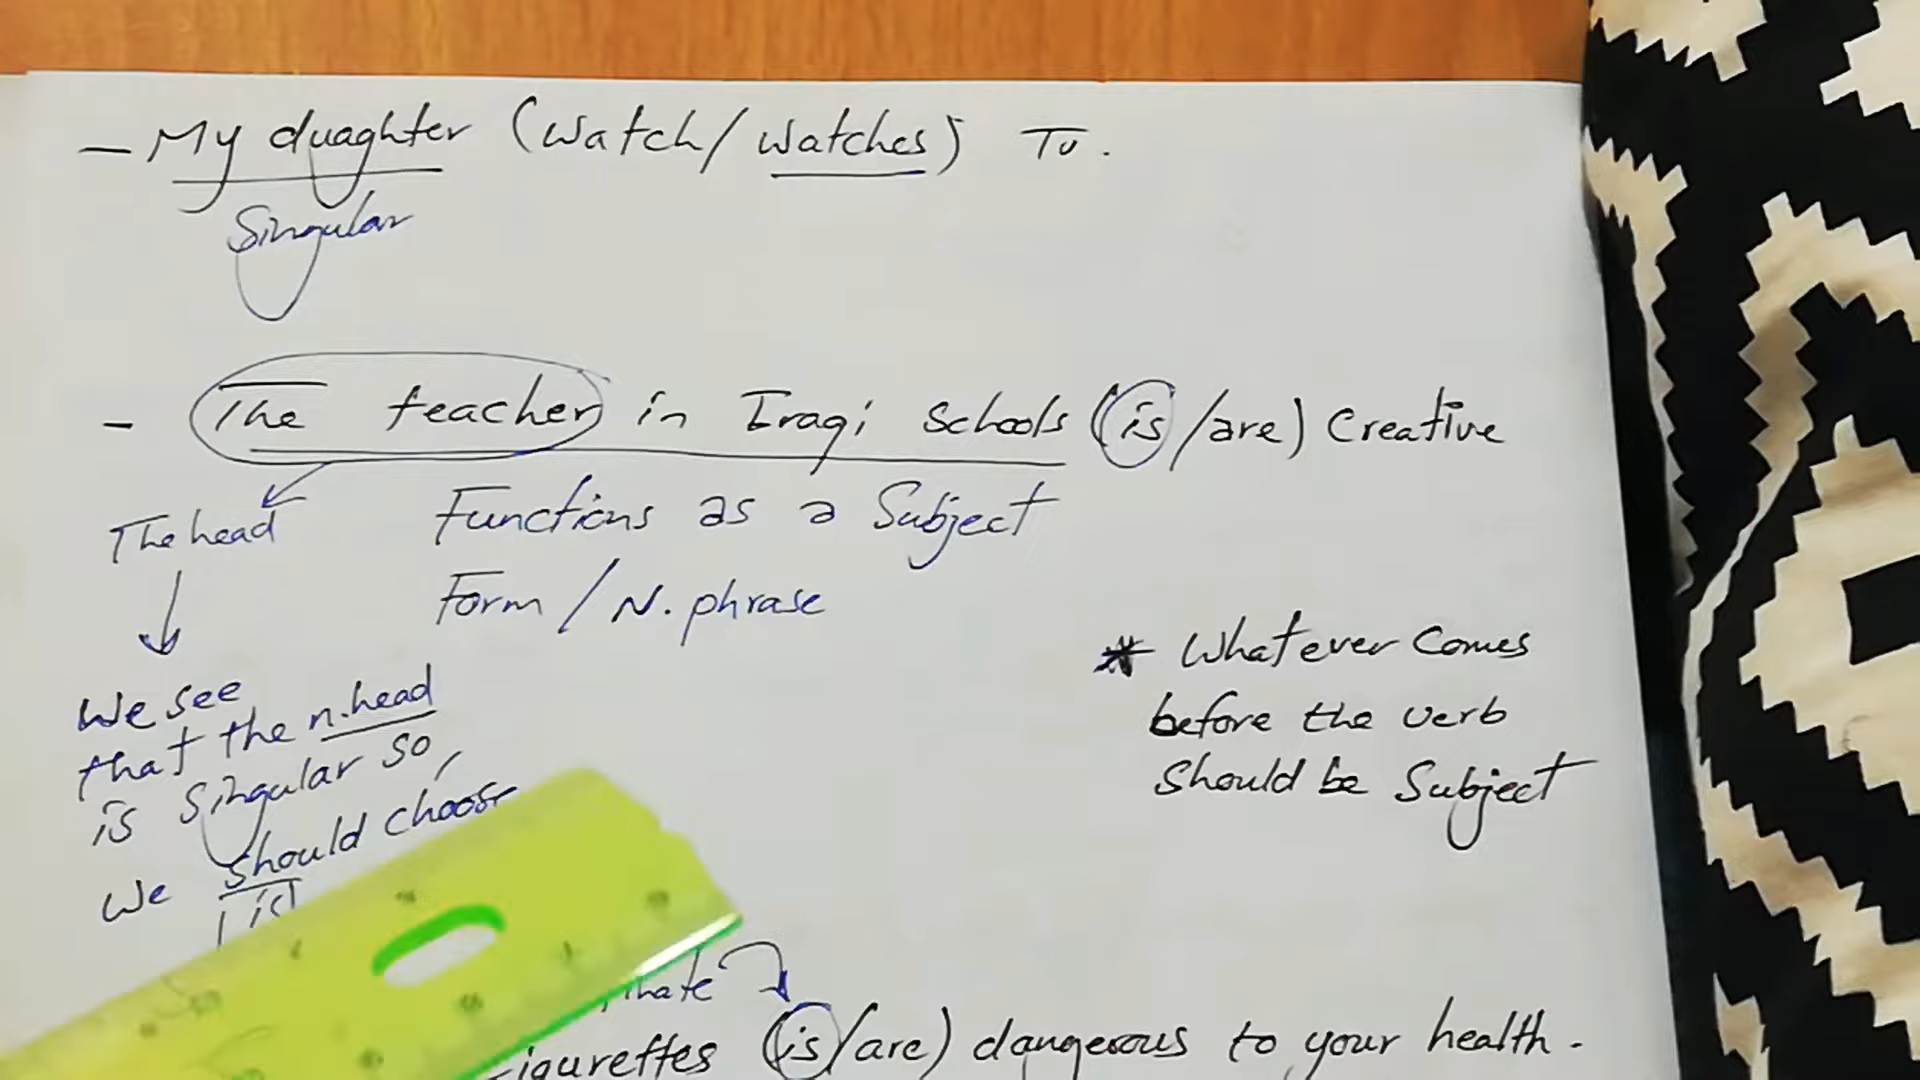 - My duaghter (watch/watches) Tv.
Singular
- The teacher in Iraqi Schools (is/are) Creative
The head
Functions as a Subject
Form / N. phrase
We see
that the n.head
is Singular so,
We should choose
is
* Whatever Comes
before the verb
Should be Subject
(is/are) dangerous to your health.